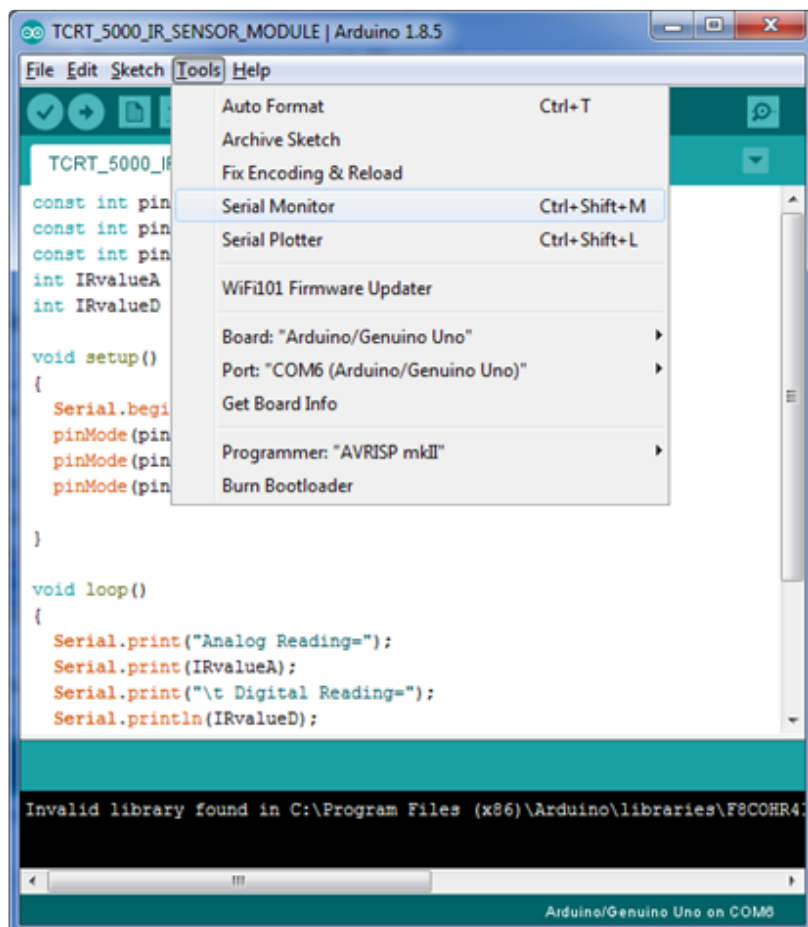 TCRT_5000_IR_SENSOR_MODULE | Arduino 1.8.5
File Edit Sketch Tools Help
Auto Format Ctrl+T
Archive Sketch
TCRT_5000_IR
Fix Encoding & Reload
const int pin
Serial Monitor Ctrl+Shift+M
const int pin
Serial Plotter Ctrl+Shift+L
const int pin
int IRvalueA
WiFi101 Firmware Updater
int IRvalueD
Board: "Arduino/Genuino Uno"
void setup()
Port: "COM6 (Arduino/Genuino Uno)"
{
Get Board Info
Serial.begi
pinMode(pin
Programmer: "AVRISP mkII"
pinMode(pin
Burn Bootloader
pinMode(pin
}
void loop()
{
Serial.print("Analog Reading=");
Serial.print(IRvalueA);
Serial.print("\t Digital Reading=");
Serial.println(IRvalueD);
Invalid library found in C:\Program Files (x86)\Arduino\libraries\F8COHR4
Arduino/Genuino Uno on COM6